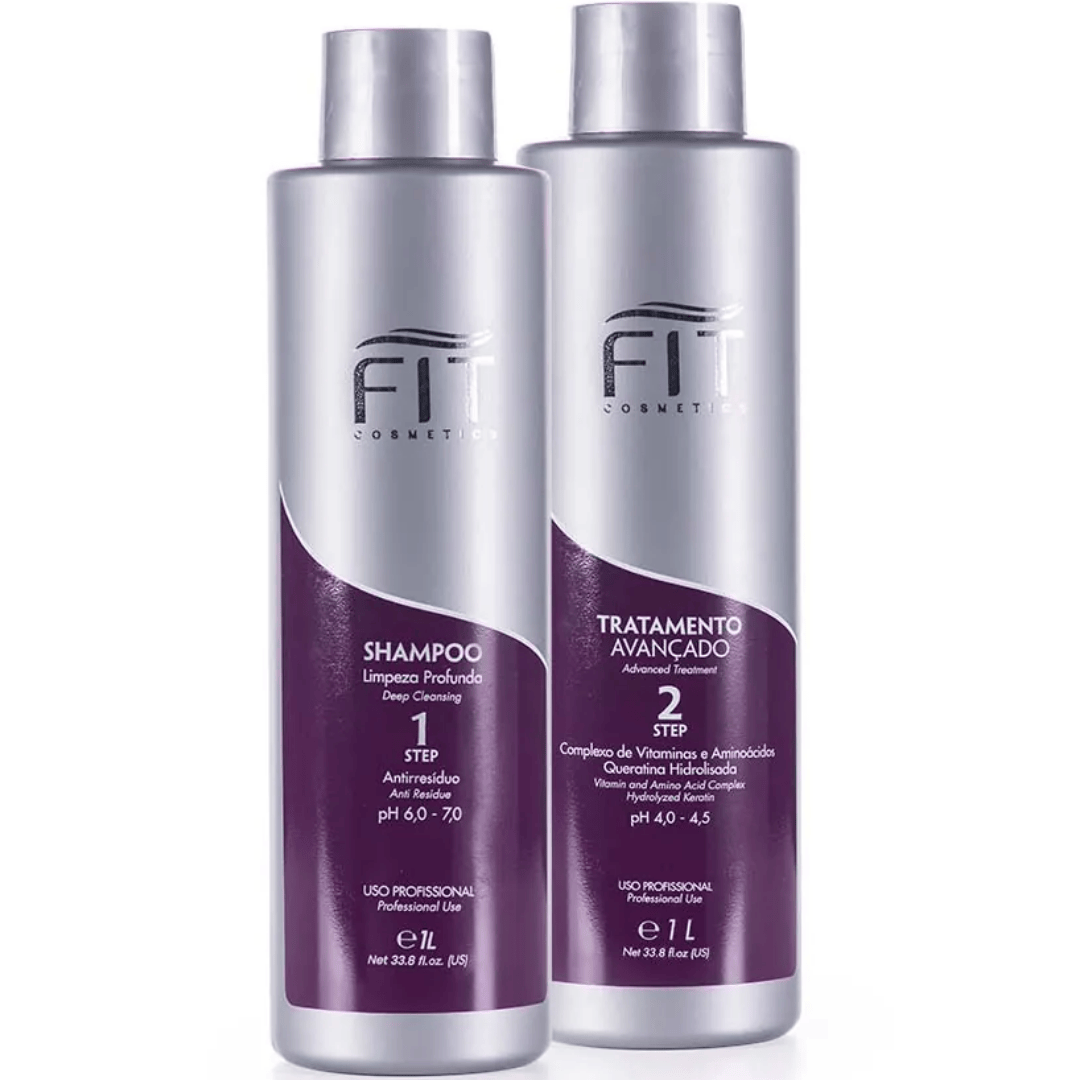 FIT
COSMETICS
SHAMPOO
Limpeza Profunda
Deep Cleansing
1
STEP
Antirresíduo
Anti Residue
pH 6,0 - 7,0
USO PROFISSIONAL
Professional Use
℮1L
Net 33.8 fl.oz. (US)
FIT
COSMETICS
TRATAMENTO
AVANÇADO
Advanced Treatment
2
STEP
Complexo de Vitaminas e Aminoácidos
Queratina Hidrolisada
Vitamin and Amino Acid Complex
Hydrolyzed Keratin
pH 4,0 - 4,5
USO PROFISSIONAL
Professional Use
℮ 1 L
Net 33.8 fl.oz (US)